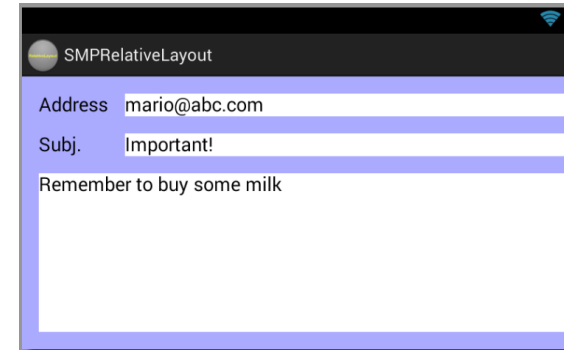 SMPRelativeLayout
Address mario@abc.com
Subj. Important!
Remember to buy some milk